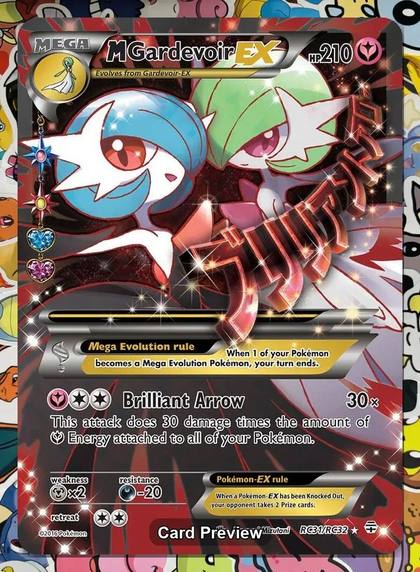 MEGA
M Gardevoir EX
HP210
Evolves from Gardevoir-EX
ブリリアントアロー
Mega Evolution rule
When 1 of your Pokémon
becomes a Mega Evolution Pokémon, your turn ends.
Brilliant Arrow 30×
This attack does 30 damage times the amount of
Energy attached to all of your Pokémon.
weakness resistance
×2 -20
retreat
Pokémon-EX rule
When a Pokémon-EX has been Knocked Out,
your opponent takes 2 Prize cards.
©2016 Pokémon
RC31/RC32
Card Preview